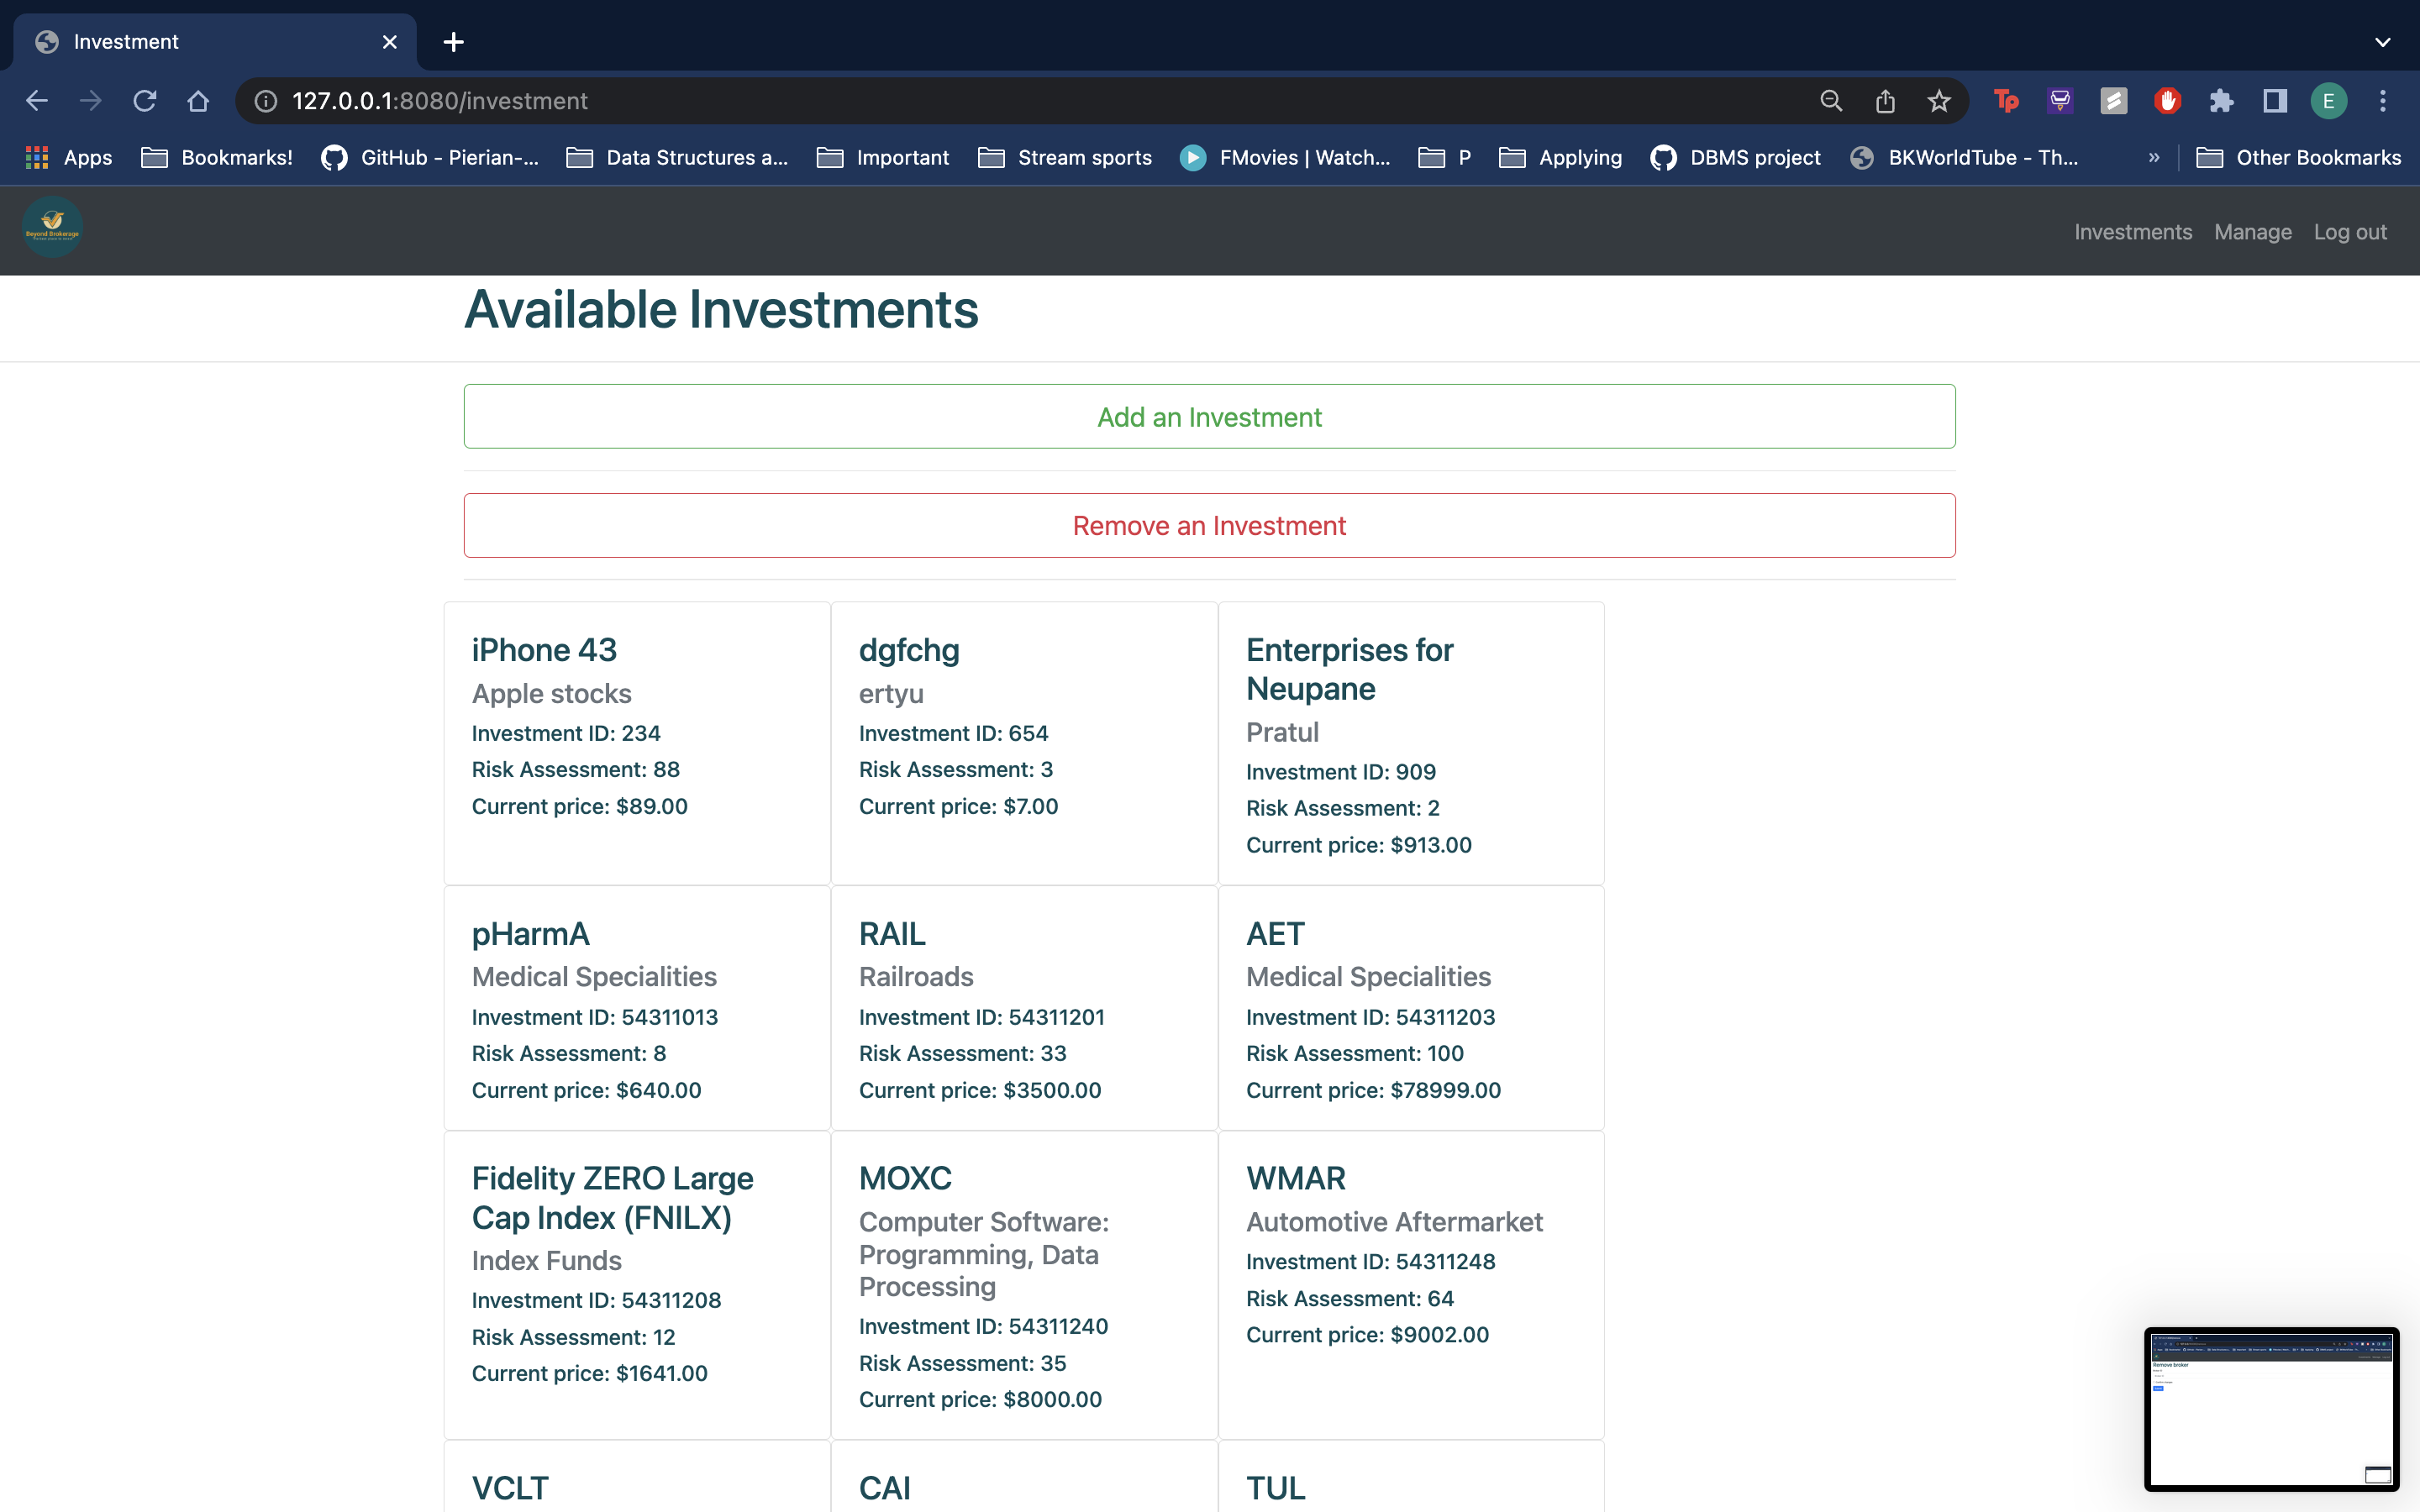 Investment
127.0.0.1:8080/investment
Tp
E
Apps
Bookmarks!
GitHub - Pierian-...
Data Structures a...
Important
Stream sports
FMovies | Watch...
P
Applying
DBMS project
BKWorldTube - Th...
»
Other Bookmarks
Beyond Brokerage
Investments
Manage
Log out
Available Investments
Add an Investment
Remove an Investment
iPhone 43
Apple stocks
Investment ID: 234
Risk Assessment: 88
Current price: $89.00
dgfchg
ertyu
Investment ID: 654
Risk Assessment: 3
Current price: $7.00
Enterprises for
Neupane
Pratul
Investment ID: 909
Risk Assessment: 2
Current price: $913.00
pHarmA
Medical Specialities
Investment ID: 54311013
Risk Assessment: 8
Current price: $640.00
RAIL
Railroads
Investment ID: 54311201
Risk Assessment: 33
Current price: $3500.00
AET
Medical Specialities
Investment ID: 54311203
Risk Assessment: 100
Current price: $78999.00
Fidelity ZERO Large
Cap Index (FNILX)
Index Funds
Investment ID: 54311208
Risk Assessment: 12
Current price: $1641.00
MOXC
Computer Software:
Programming, Data
Processing
Investment ID: 54311240
Risk Assessment: 35
Current price: $8000.00
WMAR
Automotive Aftermarket
Investment ID: 54311248
Risk Assessment: 64
Current price: $9002.00
VCLT
CAI
TUL
Remove broker